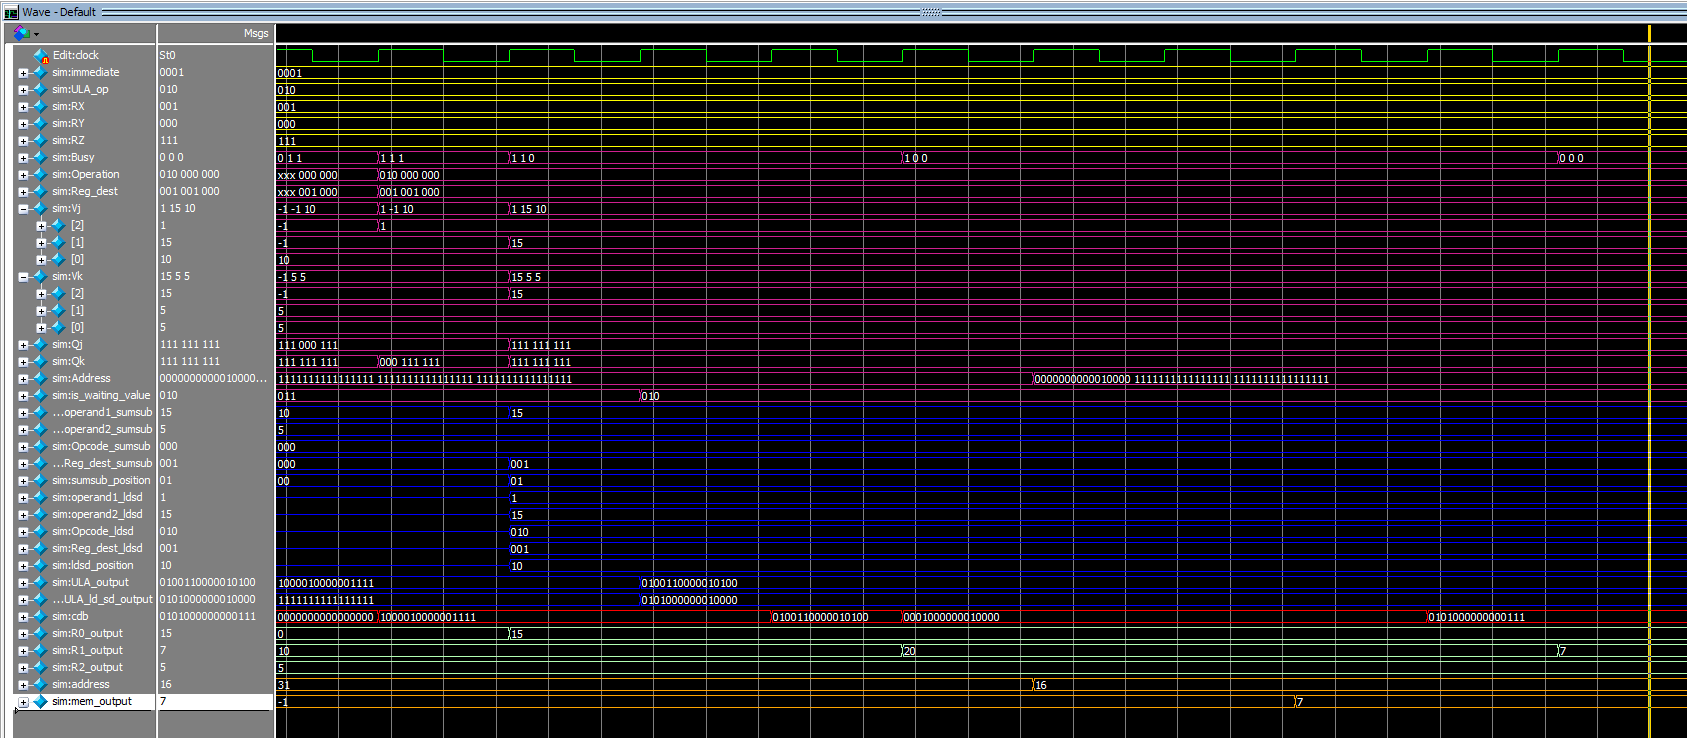 Wave - Default
Msgs
Edit:clock St0
sim:immediate 0001 0001
sim:ULA_op 010 010
sim:RX 001 001
sim:RY 000 000
sim:RZ 111 111
sim:Busy 0 0 0 0 1 1 1 1 1 1 1 0 1 0 0 0 0 0
sim:Operation 010 000 000 xxx 000 000 010 000 000
sim:Reg_dest 001 001 000 xxx 001 000 001 001 000
sim:Vj 1 15 10 -1 -1 10 1 -1 10 1 15 10
[2] 1 -1 1
[1] 15 -1 15
[0] 10 10
sim:Vk 15 5 5 -1 5 5 15 5 5
[2] 15 -1 15
[1] 5 5
[0] 5 5
sim:Qj 111 111 111 111 000 111 111 111 111
sim:Qk 111 111 111 111 111 111 000 111 111 111 111 111
sim:Address 0000000000010000... 1111111111111111 1111111111111111 1111111111111111 0000000000010000 1111111111111111 1111111111111111
sim:is_waiting_value 010 011 010
...operand1_sumsub 15 10 15
...operand2_sumsub 5 5
sim:Opcode_sumsub 000 000
...Reg_dest_sumsub 001 000 001
sim:sumsub_position 01 00 01
sim:operand1_ldsd 1 1
sim:operand2_ldsd 15 15
sim:Opcode_ldsd 010 010
sim:Reg_dest_ldsd 001 001
sim:ldsd_position 10 10
sim:ULA_output 0100110000010100 1000010000001111 0100110000010100
...ULA_ld_sd_output 0101000000010000 1111111111111111 0101000000010000
sim:cdb 0101000000000111 0000000000000000 1000010000001111 0100110000010100 0001000000010000 0101000000000111
sim:R0_output 15 0 15
sim:R1_output 7 10 20 7
sim:R2_output 5 5
sim:address 16 31 16
sim:mem_output 7 -1 7